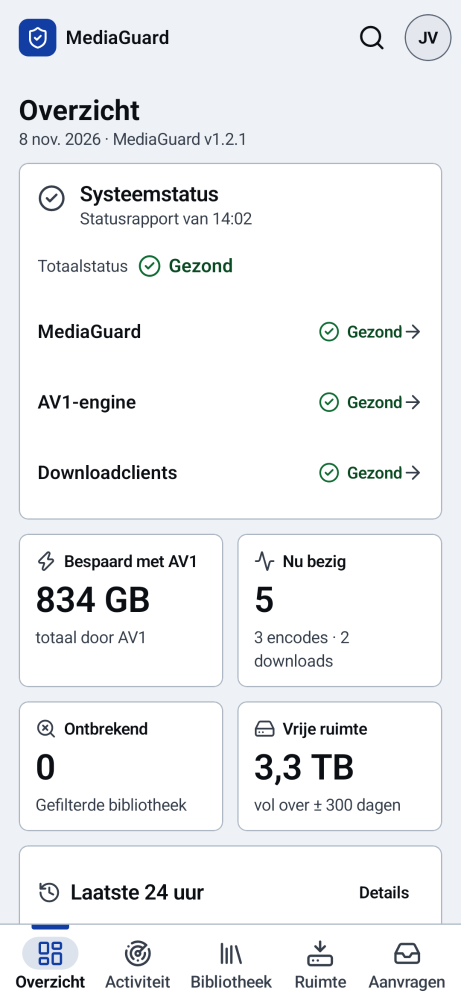 MediaGuard
JV
Overzicht
8 nov. 2026 · MediaGuard v1.2.1
Systeemstatus
Statusrapport van 14:02
Totaalstatus Gezond
MediaGuard Gezond
AV1-engine Gezond
Downloadclients Gezond
Bespaard met AV1
834 GB
totaal door AV1
Nu bezig
5
3 encodes · 2
downloads
Ontbrekend
0
Gefilterde bibliotheek
Vrije ruimte
3,3 TB
vol over ± 300 dagen
Laatste 24 uur Details
Overzicht Activiteit Bibliotheek Ruimte Aanvragen